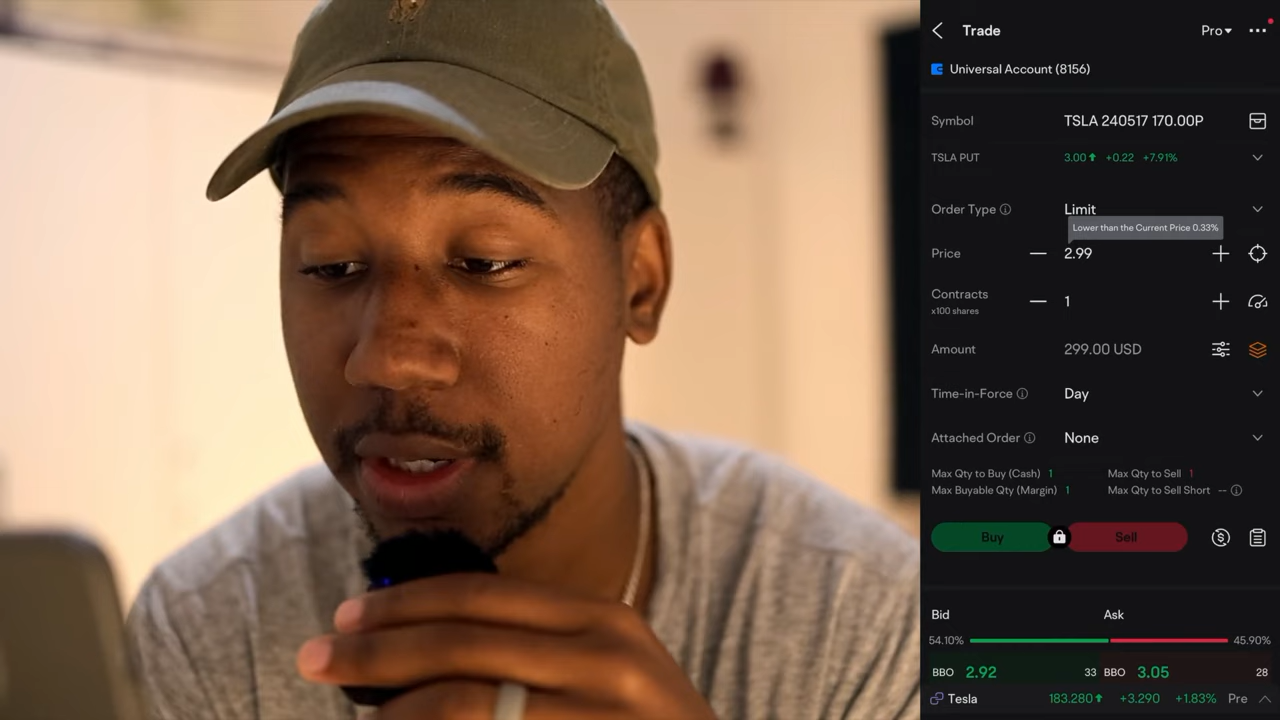 Trade
Pro
Universal Account (8156)
Symbol TSLA 240517 170.00P
TSLA PUT 3.00 +0.22 +7.91%
Order Type Limit
Lower than the Current Price 0.33%
Price 2.99
Contracts 1
x100 shares
Amount 299.00 USD
Time-in-Force Day
Attached Order None
Max Qty to Buy (Cash) 1 Max Qty to Sell 1
Max Buyable Qty (Margin) 1 Max Qty to Sell Short --
Buy Sell
Bid Ask
54.10% 45.90%
BBO 2.92 33 BBO 3.05 28
Tesla 183.280 +3.290 +1.83% Pre